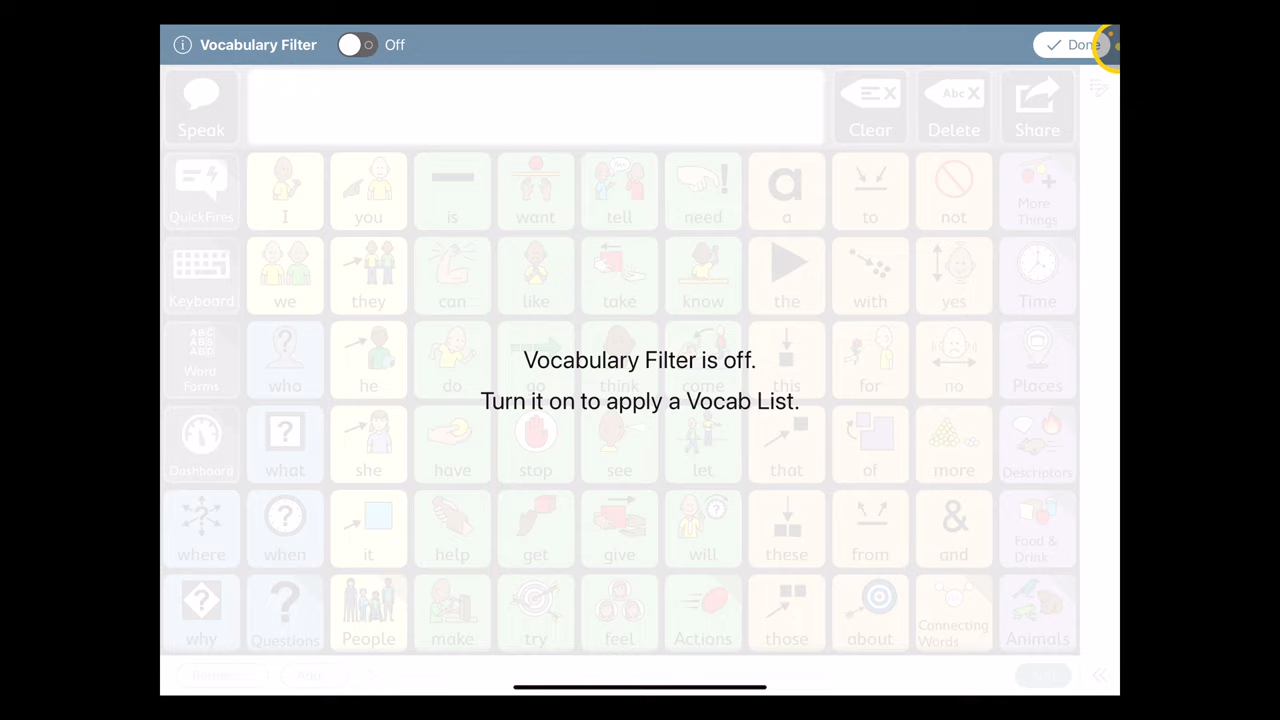 Vocabulary Filter Off Done
Speak Clear Abc Delete Share
QuickFires I you is want tell need a to not More Things
Keyboard we they can like take know the with yes Time
ABC
ABC
ABD
Word Forms who he do go think come this for no Places
Dashboard what she have stop see let that of more Descriptors
where when it help get give will these from and Food & Drink
why Questions People make try feel Actions those about Connecting Words Animals
Vocabulary Filter is off.
Turn it on to apply a Vocab List.